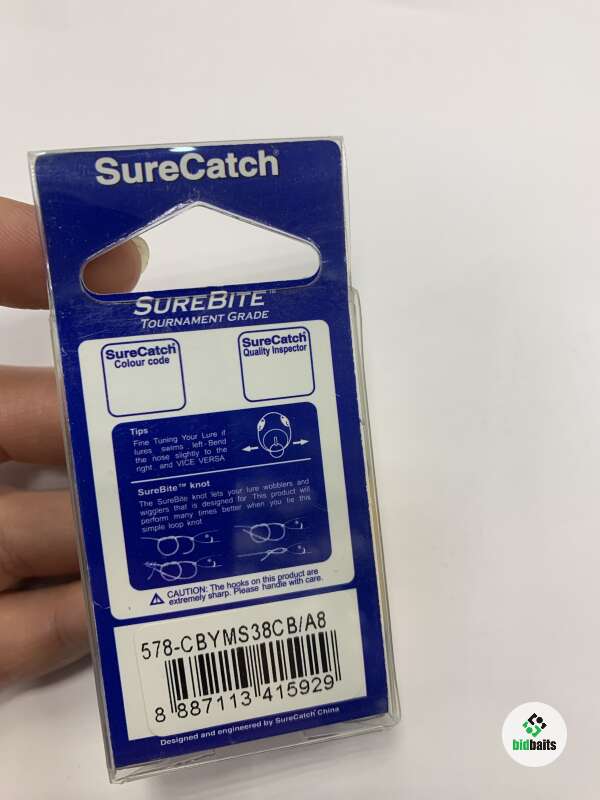 SureCatch®
SUREBITE™
TOURNAMENT GRADE
SureCatch®
Colour code
SureCatch®
Quality Inspector
Tips
Fine Tuning Your Lure if
lures swims left-Bend
the nose slightly to the
right. and VICE VERSA
SureBite™ knot
The SureBite knot lets your lure wobblers and
wigglers that is designed for. This product will
perform many times better when you tie this
simple loop knot
CAUTION: The hooks on this product are
extremely sharp. Please handle with care.
578-CBYMS38CB/A8
8 887113 415929
Designed and engineered by SureCatch China
bidbaits